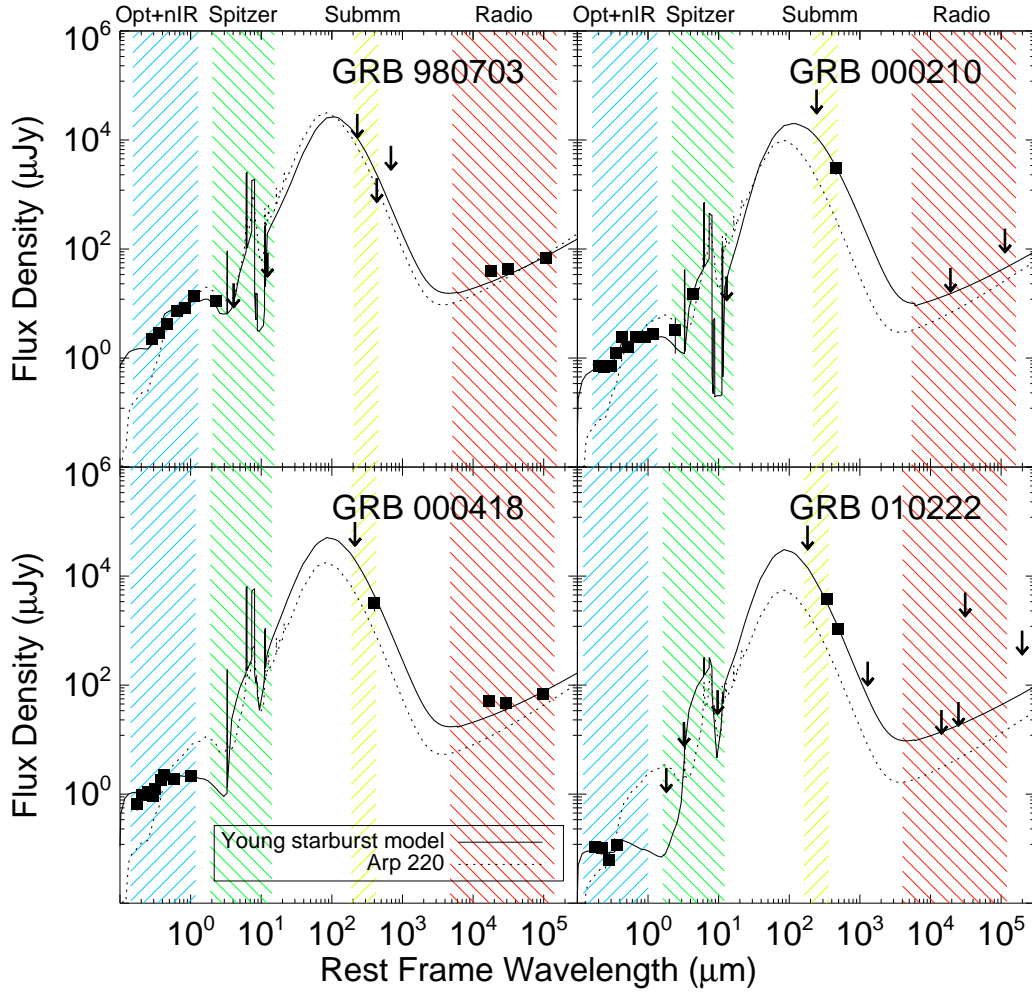 Opt+nIR Spitzer Submm Radio Opt+nIR Spitzer Submm Radio
10^6
GRB 980703
GRB 000210
10^4
10^2
10^0
Flux Density (μJy)
10^6
GRB 000418
GRB 010222
10^4
10^2
10^0
Flux Density (μJy)
Young starburst model
Arp 220
10^0 10^1 10^2 10^3 10^4 10^5 10^0 10^1 10^2 10^3 10^4 10^5
Rest Frame Wavelength (μm)